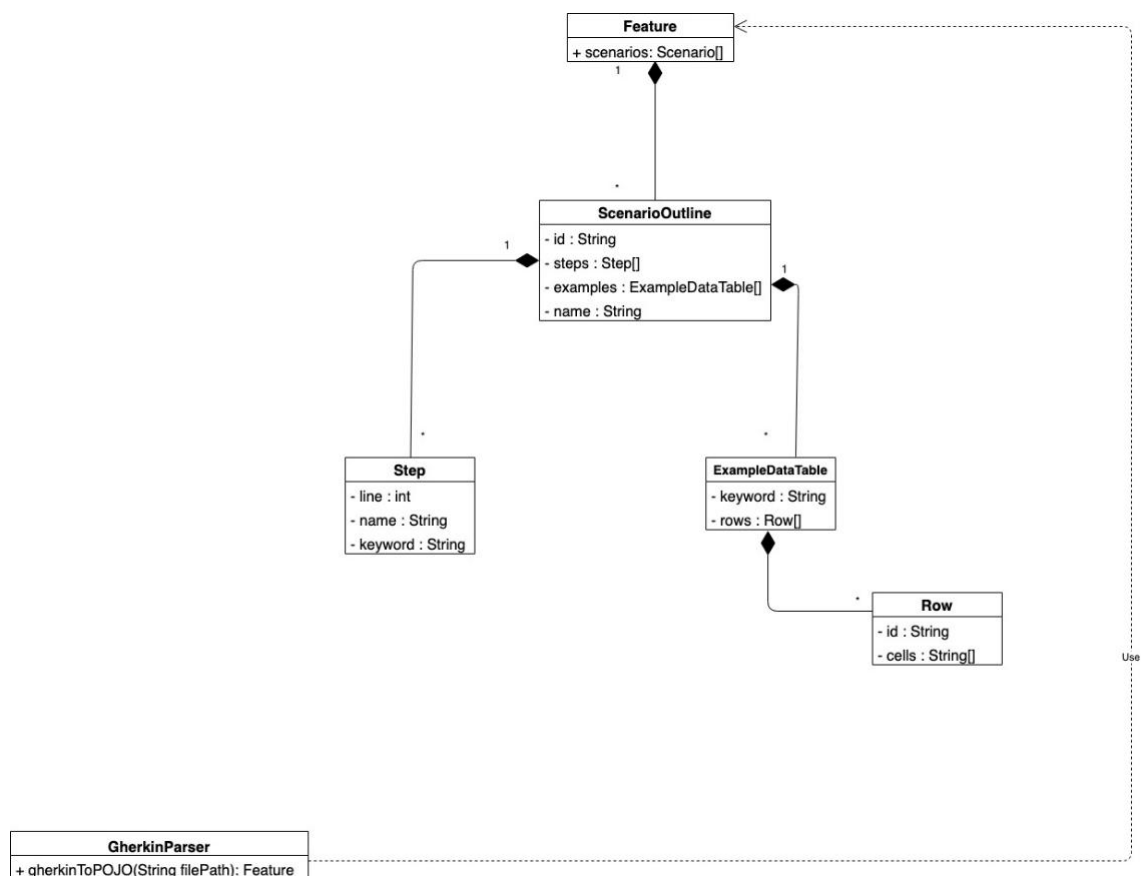 Feature
+ scenarios: Scenario[]
1
*
ScenarioOutline
- id : String
- steps : Step[]
- examples : ExampleDataTable[]
- name : String
1
1
*
*
Step
- line : int
- name : String
- keyword : String
ExampleDataTable
- keyword : String
- rows : Row[]
*
Row
- id : String
- cells : String[]
Use
GherkinParser
+ gherkinToPOJO(String filePath): Feature